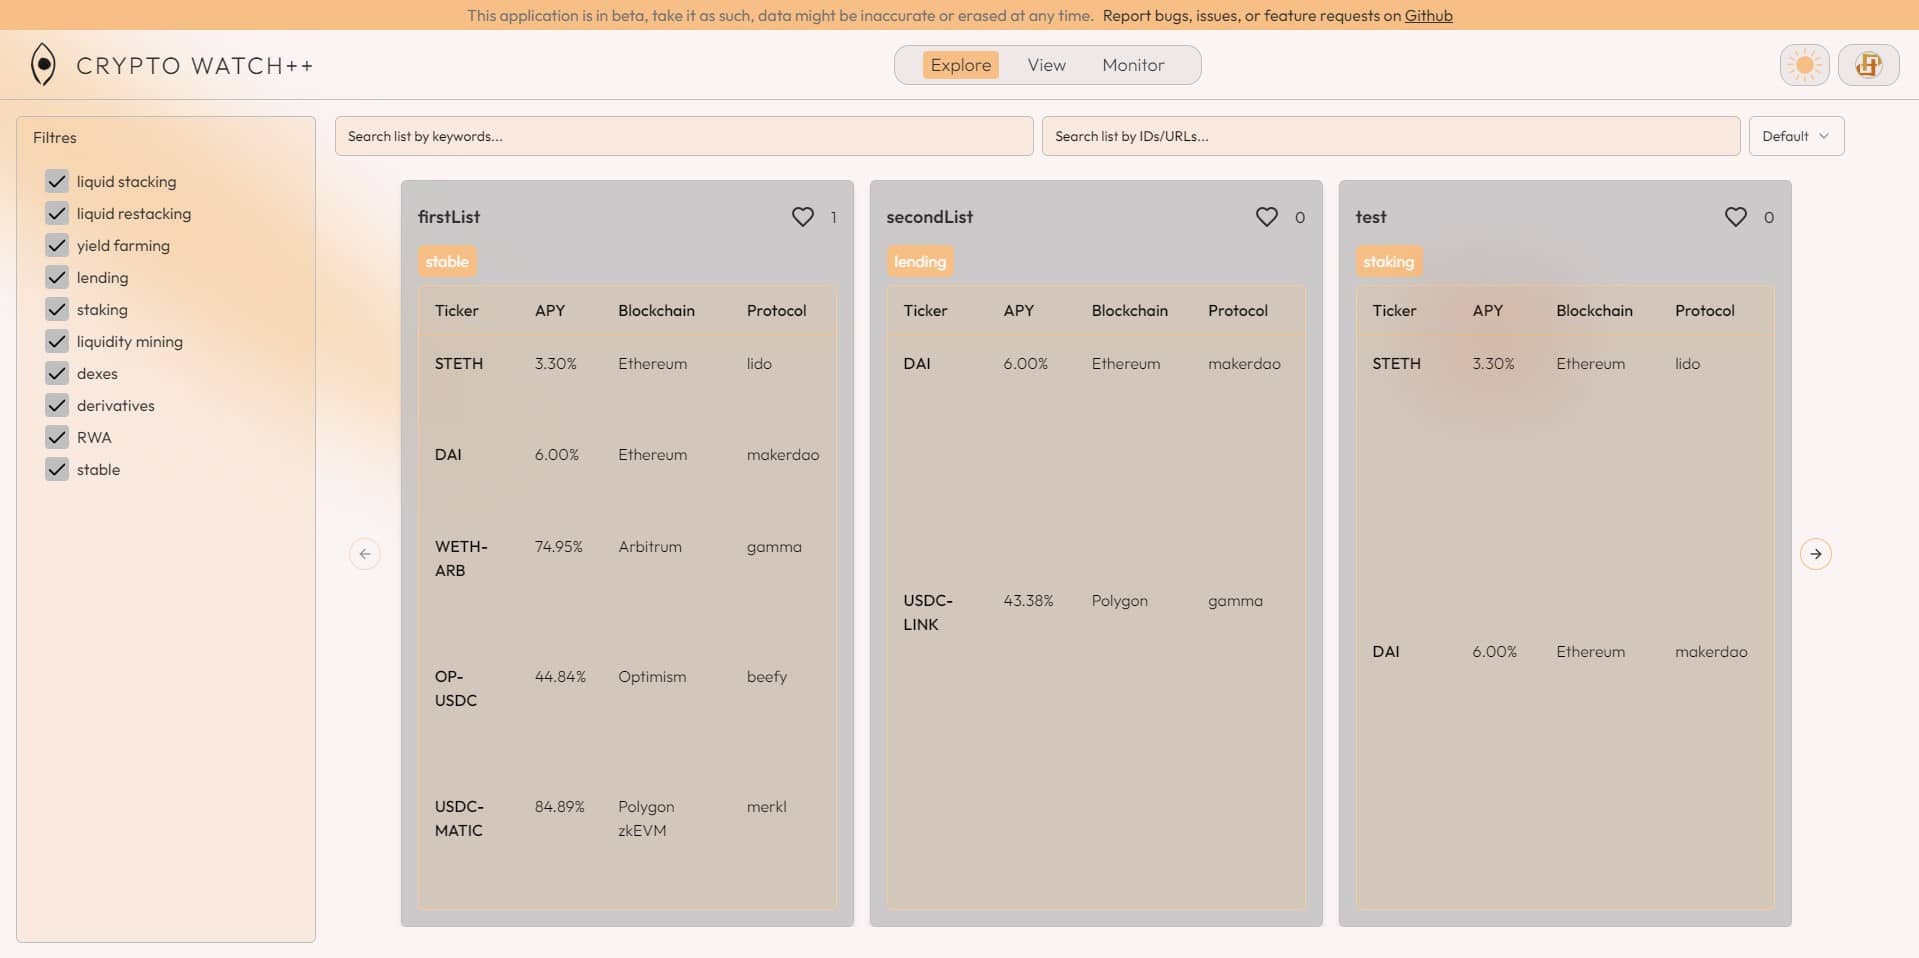 This application is in beta, take it as such, data might be inaccurate or erased at any time. Report bugs, issues, or feature requests on Github
CRYPTO WATCH++
Explore View Monitor
Filtres
liquid stacking
liquid restacking
yield farming
lending
staking
liquidity mining
dexes
derivatives
RWA
stable
Search list by keywords...
Search list by IDs/URLs...
Default
firstList 1
stable
Ticker APY Blockchain Protocol
STETH 3.30% Ethereum lido
DAI 6.00% Ethereum makerdao
WETH- 74.95% Arbitrum gamma
ARB
OP- 44.84% Optimism beefy
USDC
USDC- 84.89% Polygon merkl
MATIC zkEVM
secondList 0
lending
Ticker APY Blockchain Protocol
DAI 6.00% Ethereum makerdao
USDC- 43.38% Polygon gamma
LINK
test 0
staking
Ticker APY Blockchain Protocol
STETH 3.30% Ethereum lido
DAI 6.00% Ethereum makerdao